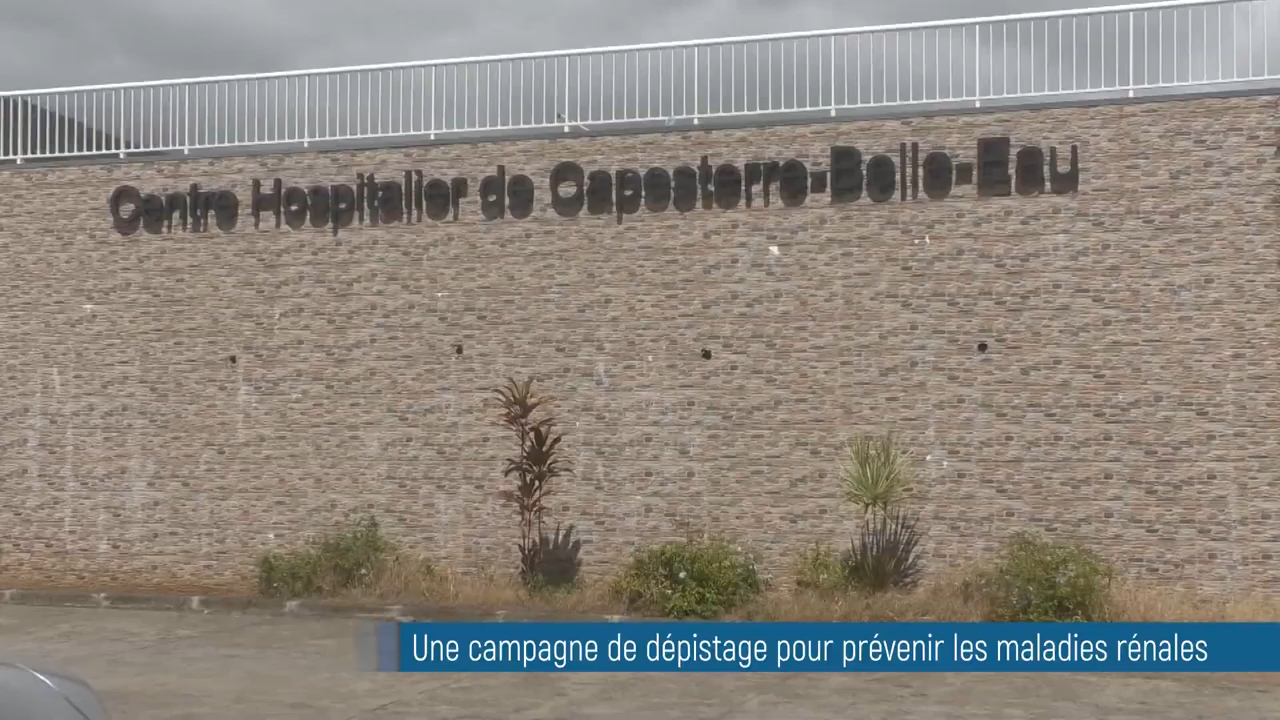 Centre Hospitalier de Capesterre-Belle-Eau
Une campagne de dépistage pour prévenir les maladies rénales